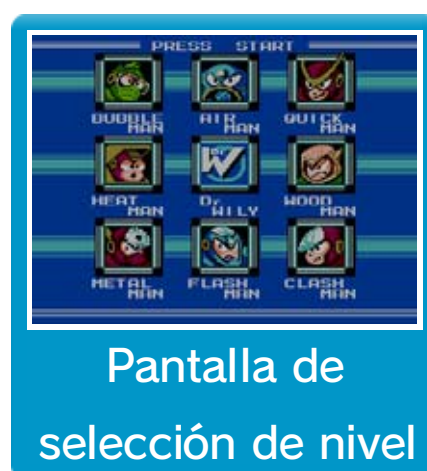 PRESS START
BUBBLE MAN
AIR MAN
QUICK MAN
HEAT MAN
Dr. WILY
WOOD MAN
METAL MAN
FLASH MAN
CLASH MAN
Pantalla de
selección de nivel